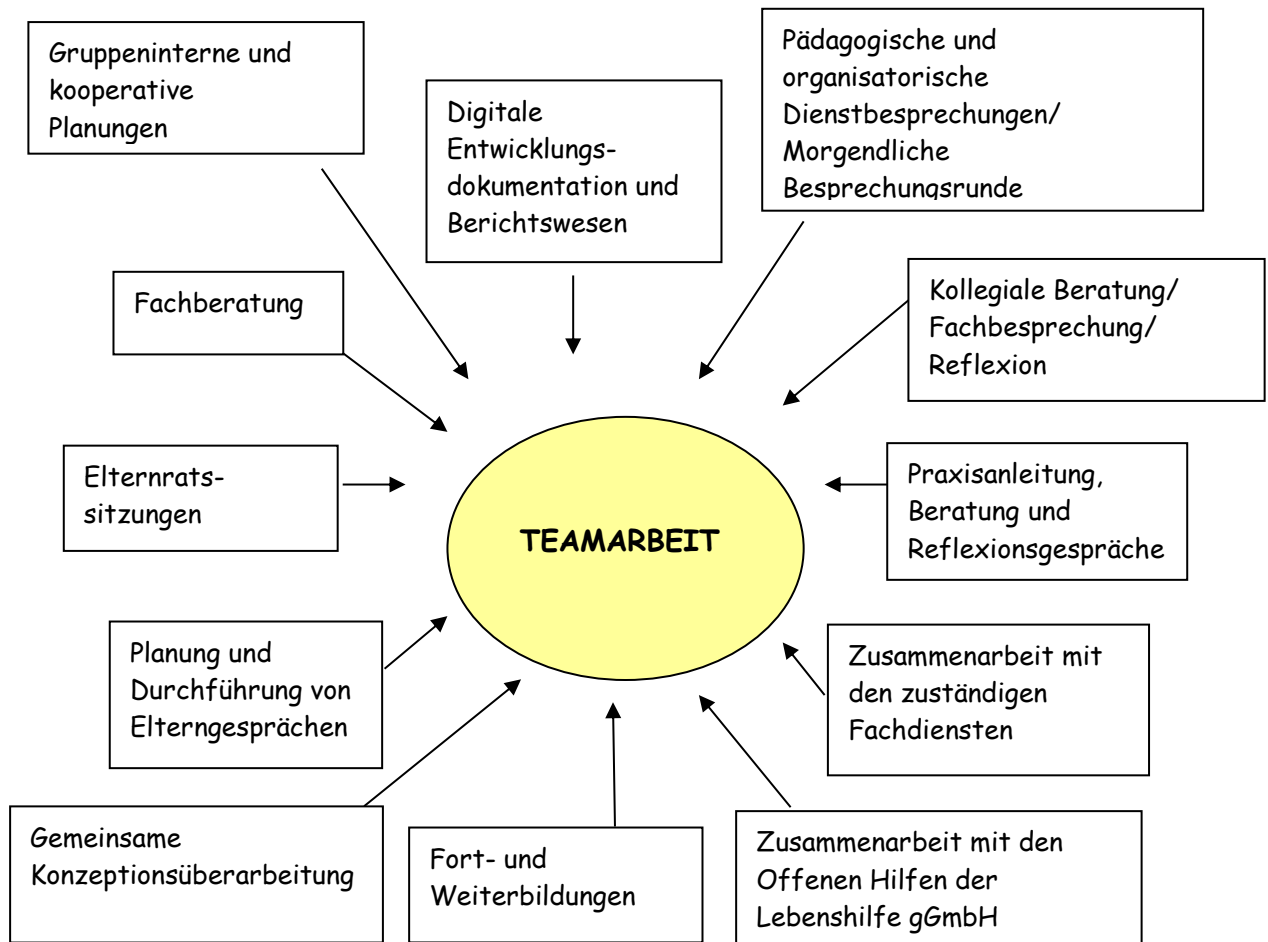 Gruppeninterne und
kooperative
Planungen
Digitale
Entwicklungs-
dokumentation und
Berichtswesen
Pädagogische und
organisatorische
Dienstbesprechungen/
Morgendliche
Besprechungsrunde
Fachberatung
Kollegiale Beratung/
Fachbesprechung/
Reflexion
Elternrats-
sitzungen
TEAMARBEIT
Praxisanleitung,
Beratung und
Reflexionsgespräche
Planung und
Durchführung von
Elterngesprächen
Zusammenarbeit mit
den zuständigen
Fachdiensten
Gemeinsame
Konzeptionsüberarbeitung
Fort- und
Weiterbildungen
Zusammenarbeit mit den
Offenen Hilfen der
Lebenshilfe gGmbH